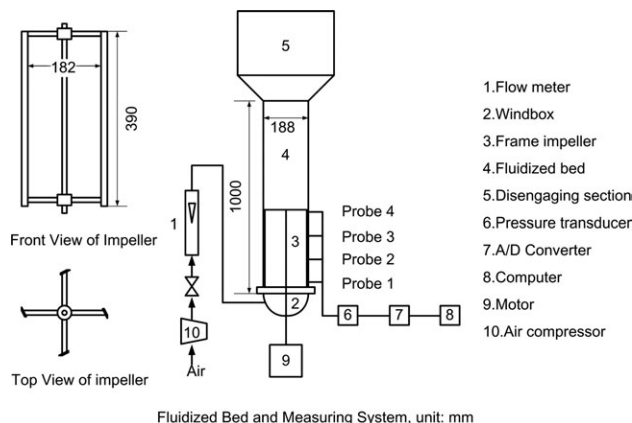 182
390
Front View of Impeller
Top View of impeller
5
188
4
1000
1
3
2
Probe 4
Probe 3
Probe 2
Probe 1
6
7
8
9
10
Air
1.Flow meter
2.Windbox
3.Frame impeller
4.Fluidized bed
5.Disengaging section
6.Pressure transducer
7.A/D Converter
8.Computer
9.Motor
10.Air compressor
Fluidized Bed and Measuring System, unit: mm